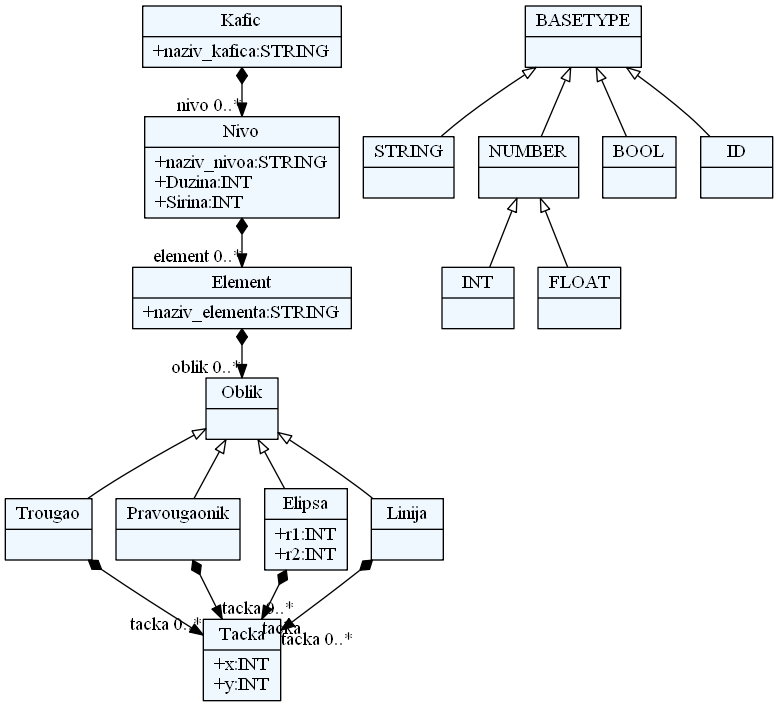 Kafic
+naziv_kafica:STRING
nivo 0..*
Nivo
+naziv_nivoa:STRING
+Duzina:INT
+Sirina:INT
element 0..*
Element
+naziv_elementa:STRING
oblik 0..*
Oblik
Trougao
Pravougaonik
Elipsa
+r1:INT
+r2:INT
Linija
tacka 0..*
tacka 0..*
tacka
tacka 0..*
Tacka
+x:INT
+y:INT
BASETYPE
STRING
NUMBER
BOOL
ID
INT
FLOAT